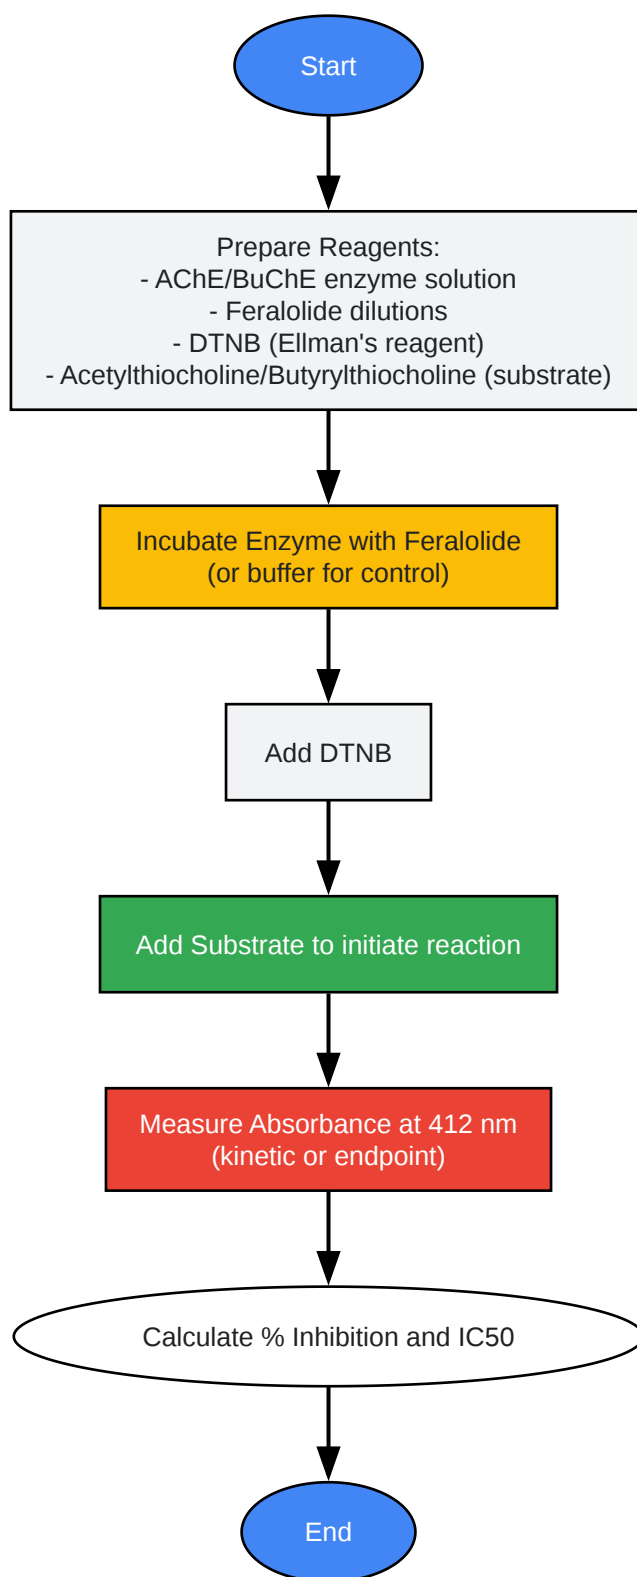 Start
Prepare Reagents:
- AChE/BuChE enzyme solution
- Feralolide dilutions
- DTNB (Ellman's reagent)
- Acetylthiocholine/Butyrylthiocholine (substrate)
Incubate Enzyme with Feralolide
(or buffer for control)
Add DTNB
Add Substrate to initiate reaction
Measure Absorbance at 412 nm
(kinetic or endpoint)
Calculate % Inhibition and IC50
End